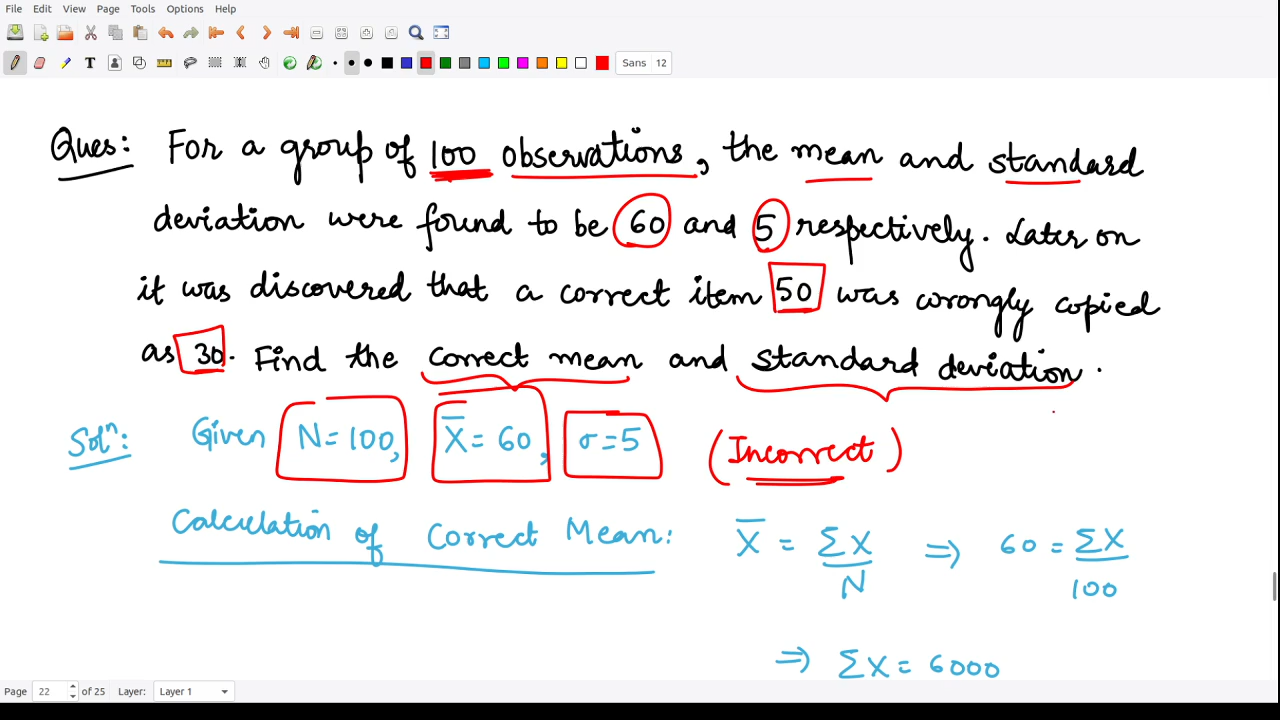 File Edit View Page Tools Options Help
Sans 12
Ques: For a group of 100 observations, the mean and standard
deviation were found to be 60 and 5 respectively. Later on
it was discovered that a correct item 50 was wrongly copied
as 30. Find the correct mean and standard deviation.
Solⁿ: Given N = 100, X̅ = 60, σ = 5 (Incorrect)
Calculation of Correct Mean: X̅ = ΣX/N ⇒ 60 = ΣX/100
⇒ ΣX = 6000
Page 22 of 25 Layer: Layer 1